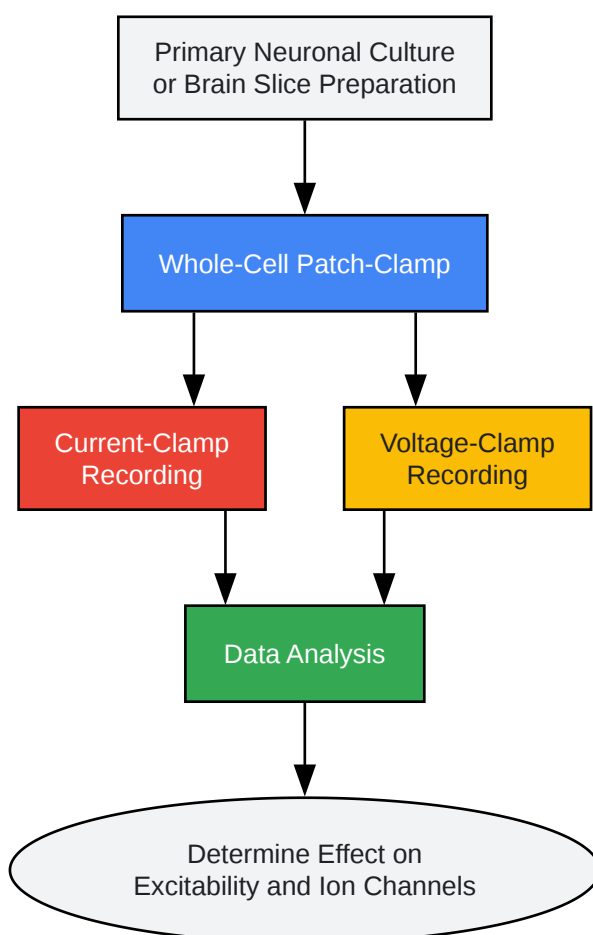 Primary Neuronal Culture
or Brain Slice Preparation
Whole-Cell Patch-Clamp
Current-Clamp
Recording
Voltage-Clamp
Recording
Data Analysis
Determine Effect on
Excitability and Ion Channels